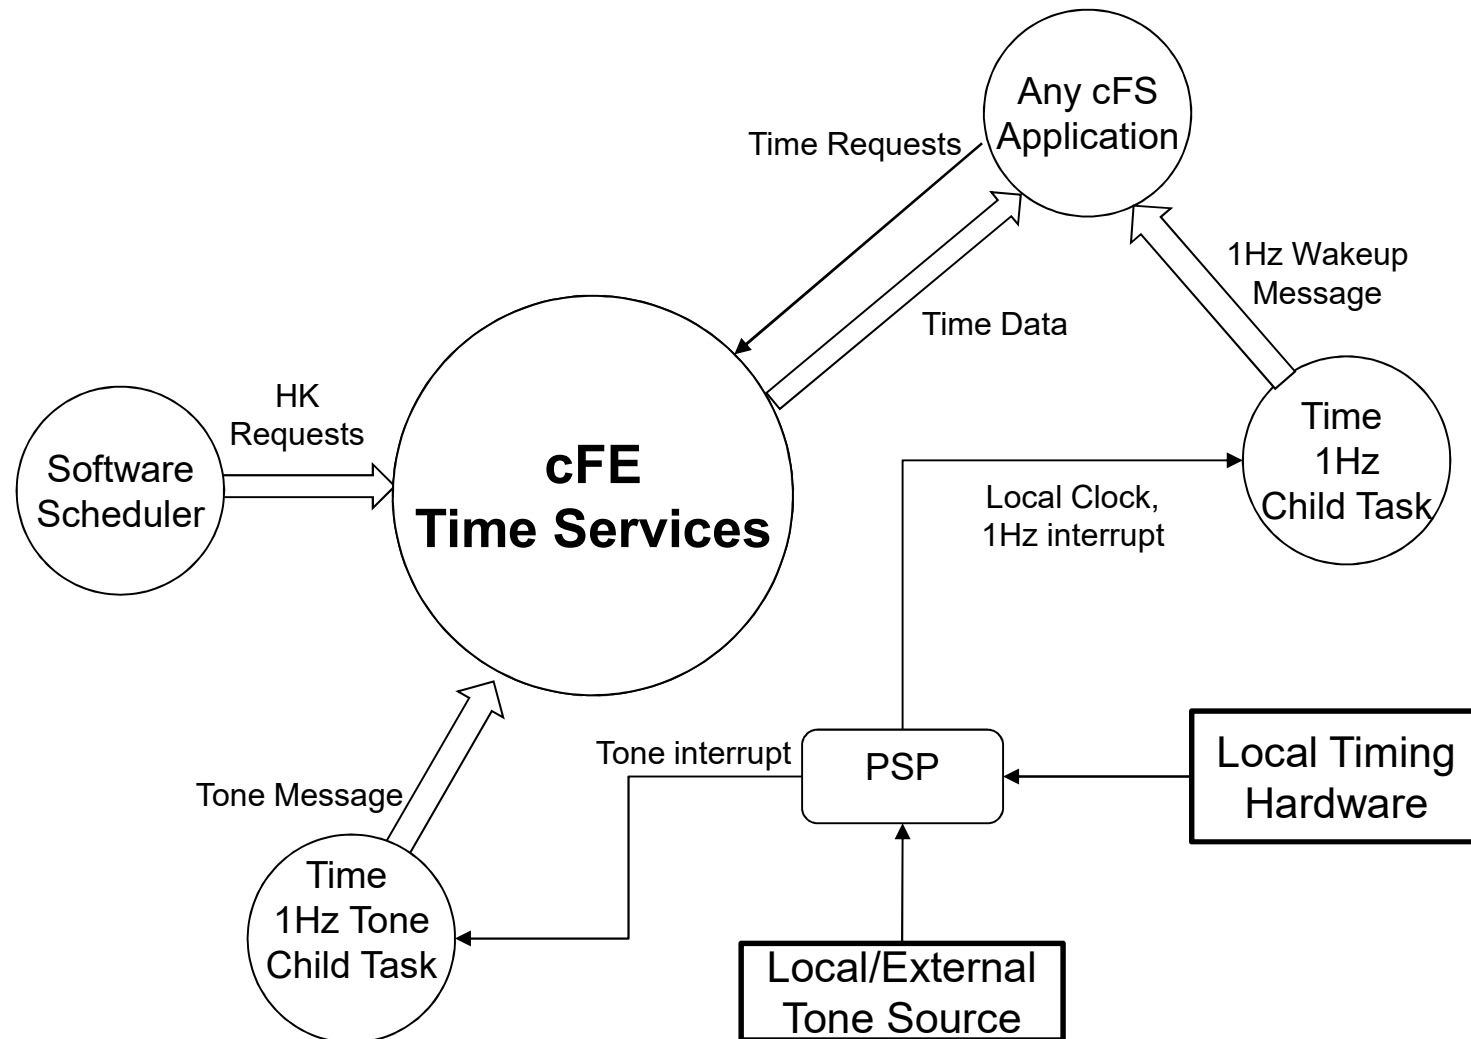 Any cFS
Application
Time Requests
1Hz Wakeup
Message
Time Data
HK
Requests
Software
Scheduler
cFE
Time Services
Time
1Hz
Child Task
Local Clock,
1Hz interrupt
Tone interrupt
PSP
Local Timing
Hardware
Tone Message
Time
1Hz Tone
Child Task
Local/External
Tone Source